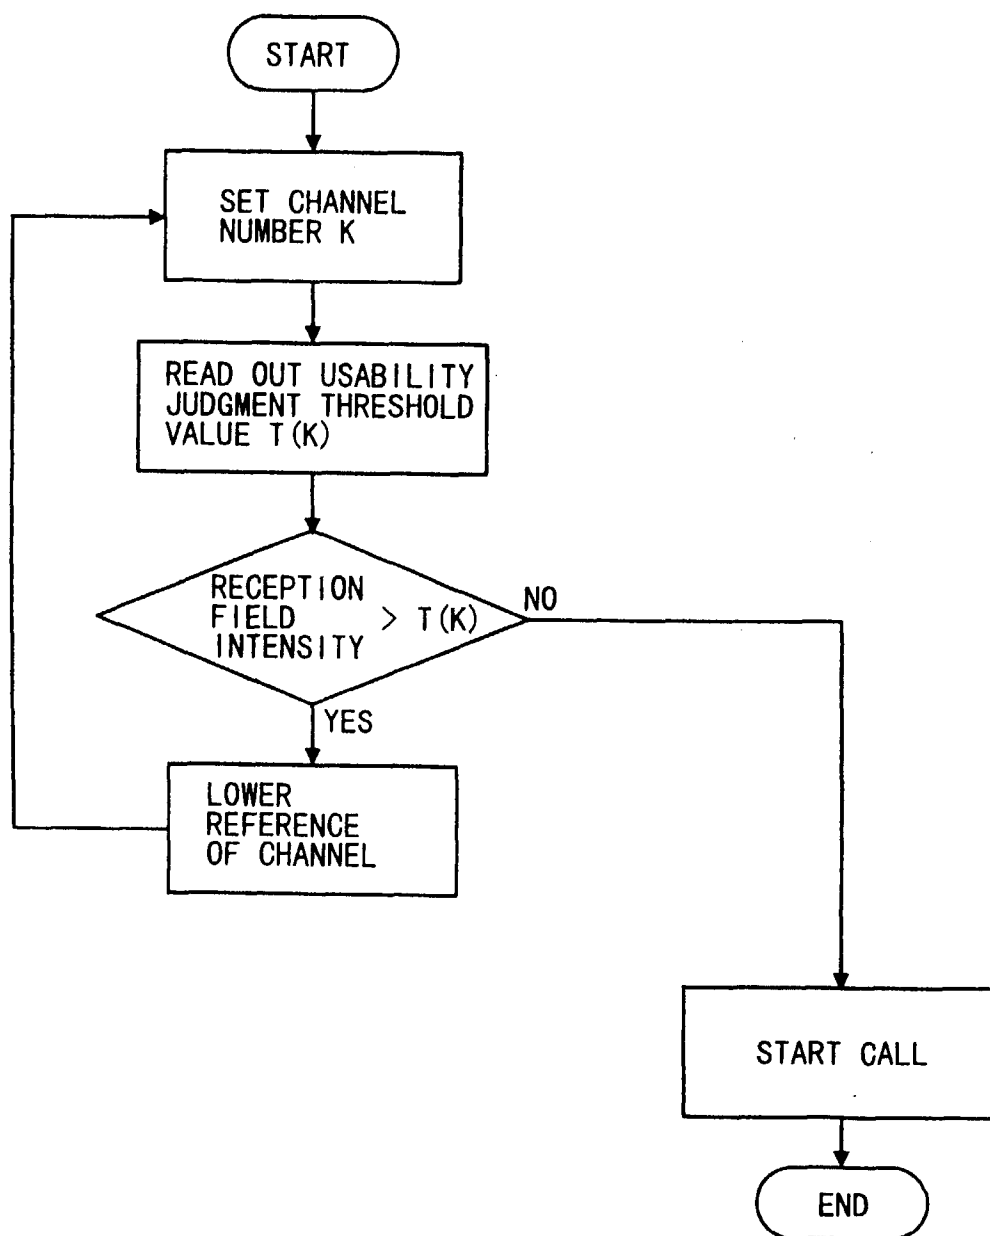 START
SET CHANNEL
NUMBER K
READ OUT USABILITY
JUDGMENT THRESHOLD
VALUE T(K)
RECEPTION
FIELD
INTENSITY
> T(K)
NO
YES
LOWER
REFERENCE
OF CHANNEL
START CALL
END